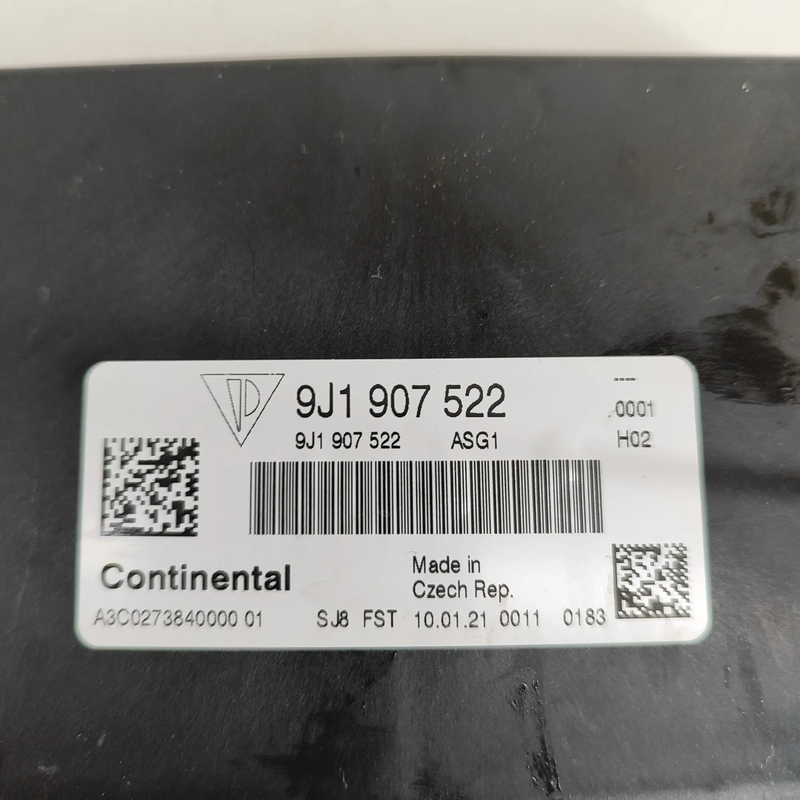 9J1 907 522
----
0001
9J1 907 522 ASG1 H02
Continental
Made in
Czech Rep.
A3C0273840000 01 SJ8 FST 10.01.21 0011 0183